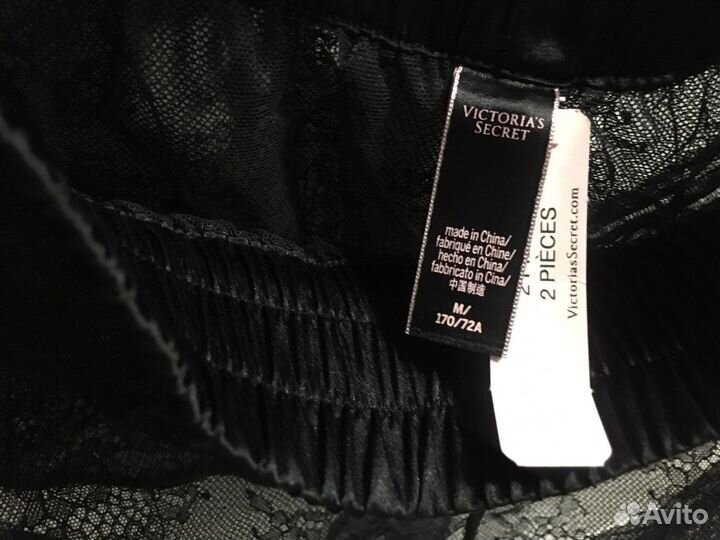 VICTORIA'S
SECRET
made in China/
fabriqué en Chine/
hecho en China/
fabbricato in Cina/
中国制造
M/
170/72A
2 PIÈCES
VictoriasSecret.com
Avito